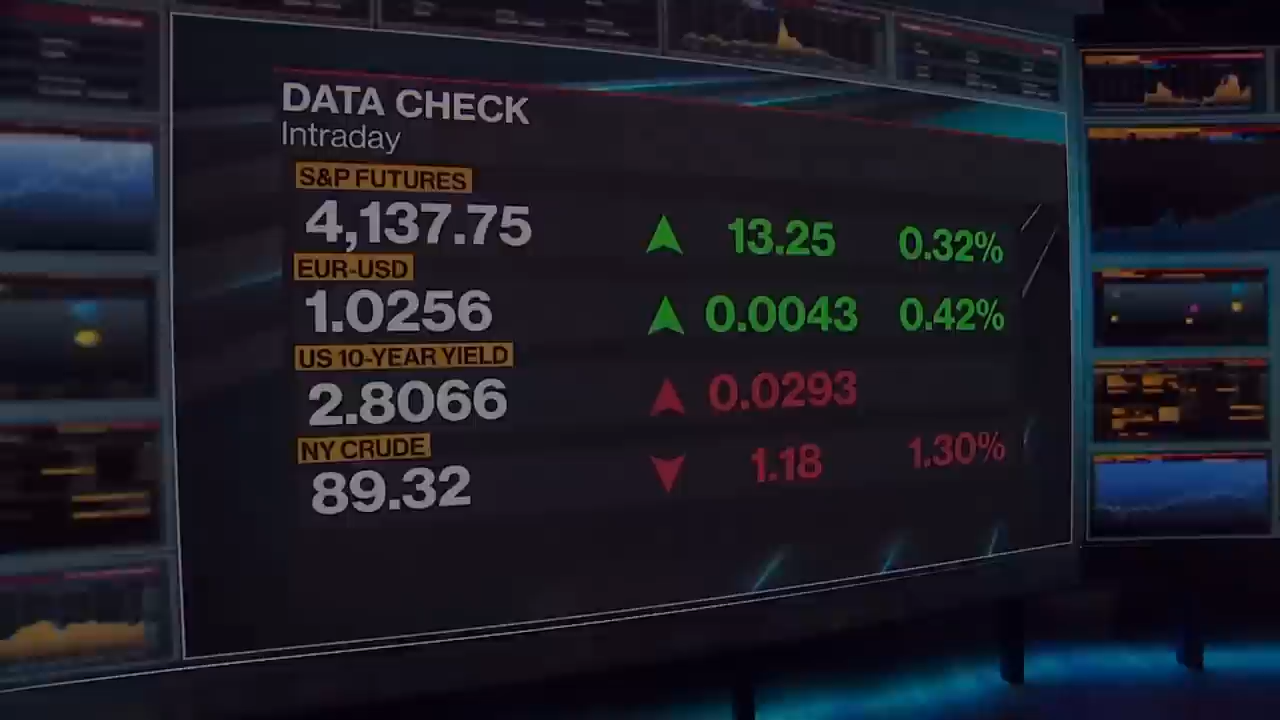 DATA CHECK
Intraday
S&P FUTURES
4,137.75 13.25 0.32%
EUR-USD
1.0256 0.0043 0.42%
US 10-YEAR YIELD
2.8066 0.0293
NY CRUDE
89.32 1.18 1.30%